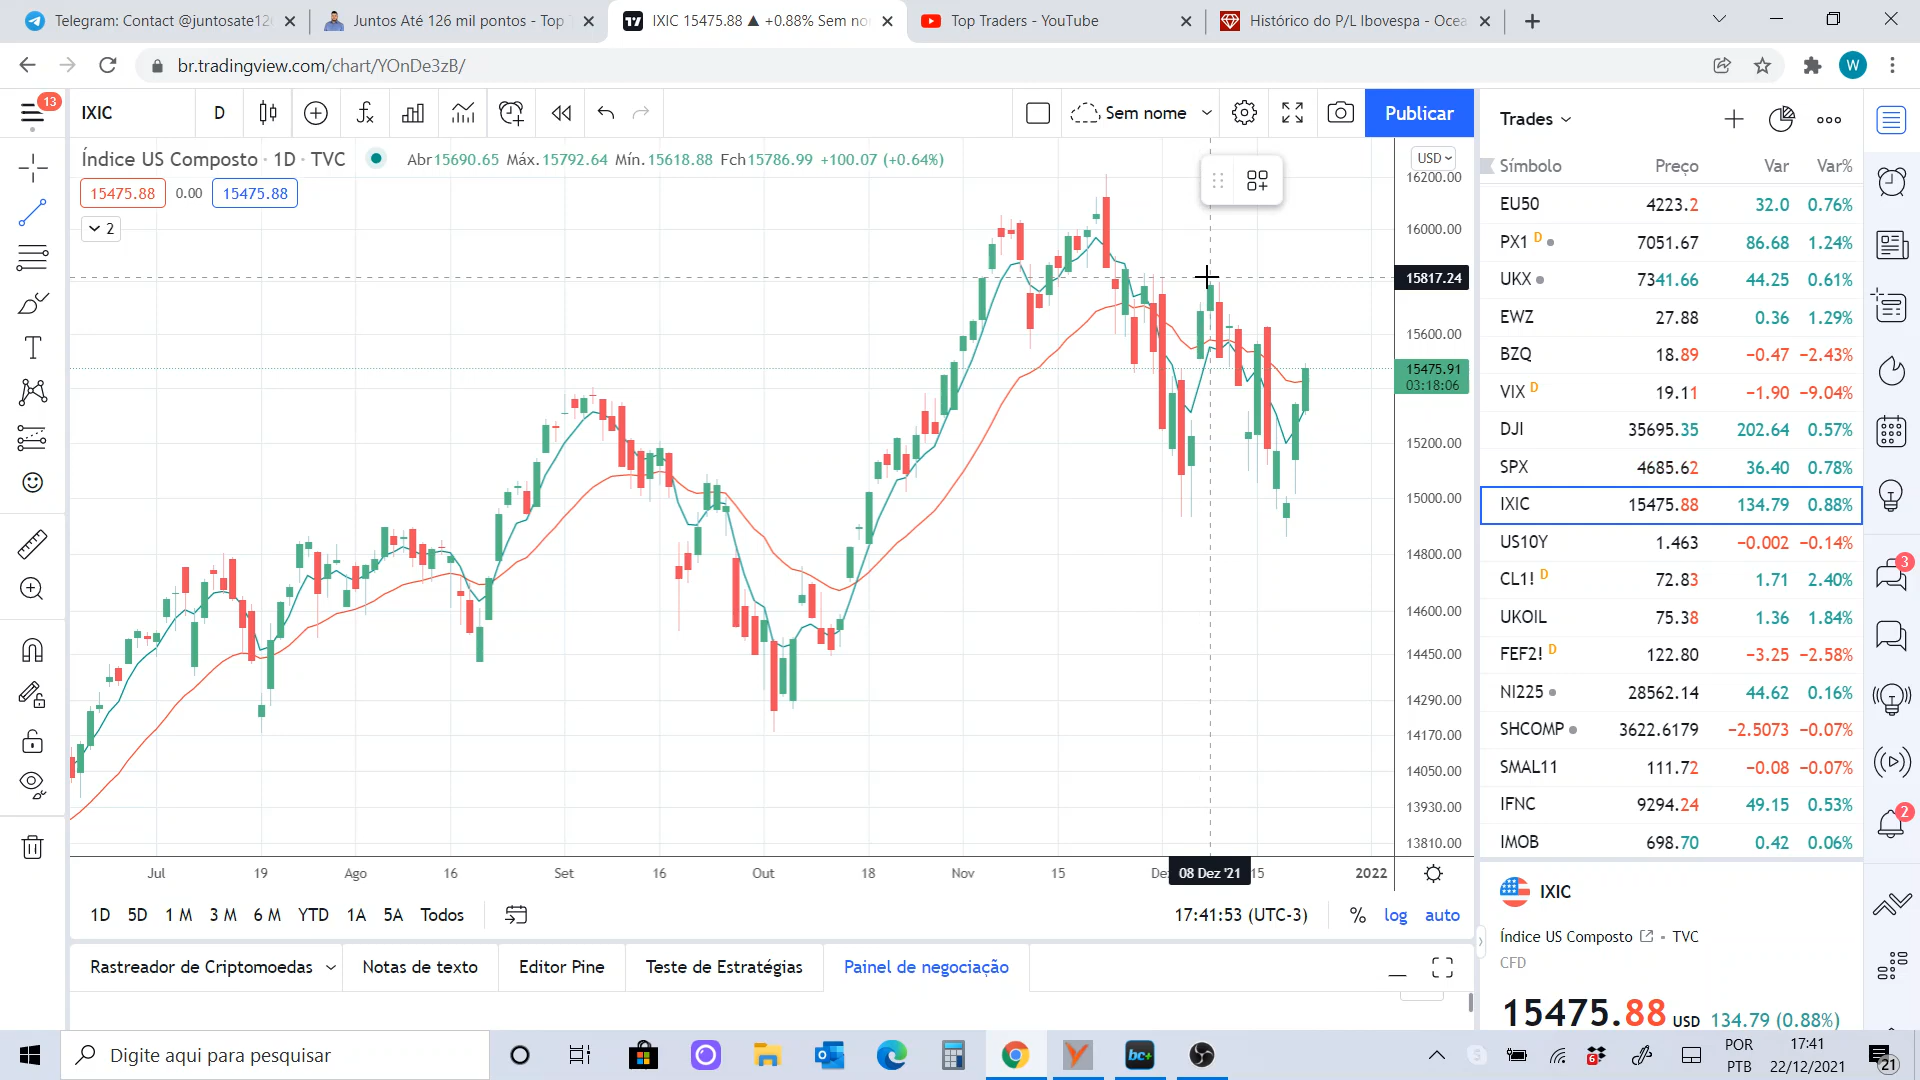 Telegram: Contact @juntosate126
Juntos Até 126 mil pontos - Top T
IXIC 15475.88 ▲ +0.88% Sem no
Top Traders - YouTube
Histórico do P/L Ibovespa - Ocea
br.tradingview.com/chart/YOnDe3zB/
W
13
IXIC
D
Sem nome
Publicar
Índice US Composto · 1D · TVC
Abr15690.65 Máx.15792.64 Mín.15618.88 Fch15786.99 +100.07 (+0.64%)
15475.88
0.00
15475.88
2
USD
16200.00
16000.00
15817.24
15600.00
15475.91
03:18:06
15200.00
15000.00
14800.00
14600.00
14450.00
14290.00
14170.00
14050.00
13930.00
13810.00
Jul
19
Ago
16
Set
16
Out
18
Nov
15
De
08 Dez '21
15
2022
1D
5D
1 M
3 M
6 M
YTD
1A
5A
Todos
17:41:53 (UTC-3)
%
log
auto
Rastreador de Criptomoedas
Notas de texto
Editor Pine
Teste de Estratégias
Painel de negociação
Trades
Símbolo Preço Var Var%
EU50 4223.2 32.0 0.76%
PX1 D 7051.67 86.68 1.24%
UKX 7341.66 44.25 0.61%
EWZ 27.88 0.36 1.29%
BZQ 18.89 −0.47 −2.43%
VIX D 19.11 −1.90 −9.04%
DJI 35695.35 202.64 0.57%
SPX 4685.62 36.40 0.78%
IXIC 15475.88 134.79 0.88%
US10Y 1.463 −0.002 −0.14%
CL1! D 72.83 1.71 2.40%
UKOIL 75.38 1.36 1.84%
FEF2! D 122.80 −3.25 −2.58%
NI225 28562.14 44.62 0.16%
SHCOMP 3622.6179 −2.5073 −0.07%
SMAL11 111.72 −0.08 −0.07%
IFNC 9294.24 49.15 0.53%
IMOB 698.70 0.42 0.06%
IXIC
Índice US Composto · TVC
CFD
15475.88 USD 134.79 (0.88%)
3
2
Digite aqui para pesquisar
bc+
6
POR
PTB
17:41
22/12/2021
21